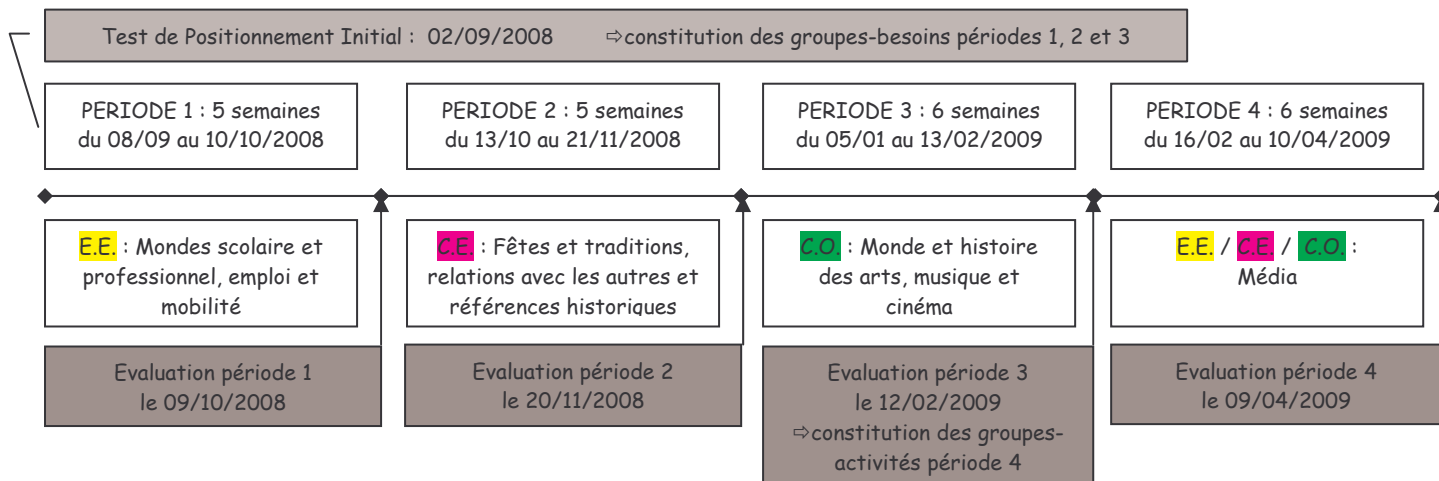 Test de Positionnement Initial : 02/09/2008 ⇨constitution des groupes-besoins périodes 1, 2 et 3
PERIODE 1 : 5 semaines
du 08/09 au 10/10/2008
PERIODE 2 : 5 semaines
du 13/10 au 21/11/2008
PERIODE 3 : 6 semaines
du 05/01 au 13/02/2009
PERIODE 4 : 6 semaines
du 16/02 au 10/04/2009
E.E. : Mondes scolaire et
professionnel, emploi et
mobilité
C.E. : Fêtes et traditions,
relations avec les autres et
références historiques
C.O. : Monde et histoire
des arts, musique et
cinéma
E.E. / C.E. / C.O. :
Média
Evaluation période 1
le 09/10/2008
Evaluation période 2
le 20/11/2008
Evaluation période 3
le 12/02/2009
⇨constitution des groupes-
activités période 4
Evaluation période 4
le 09/04/2009